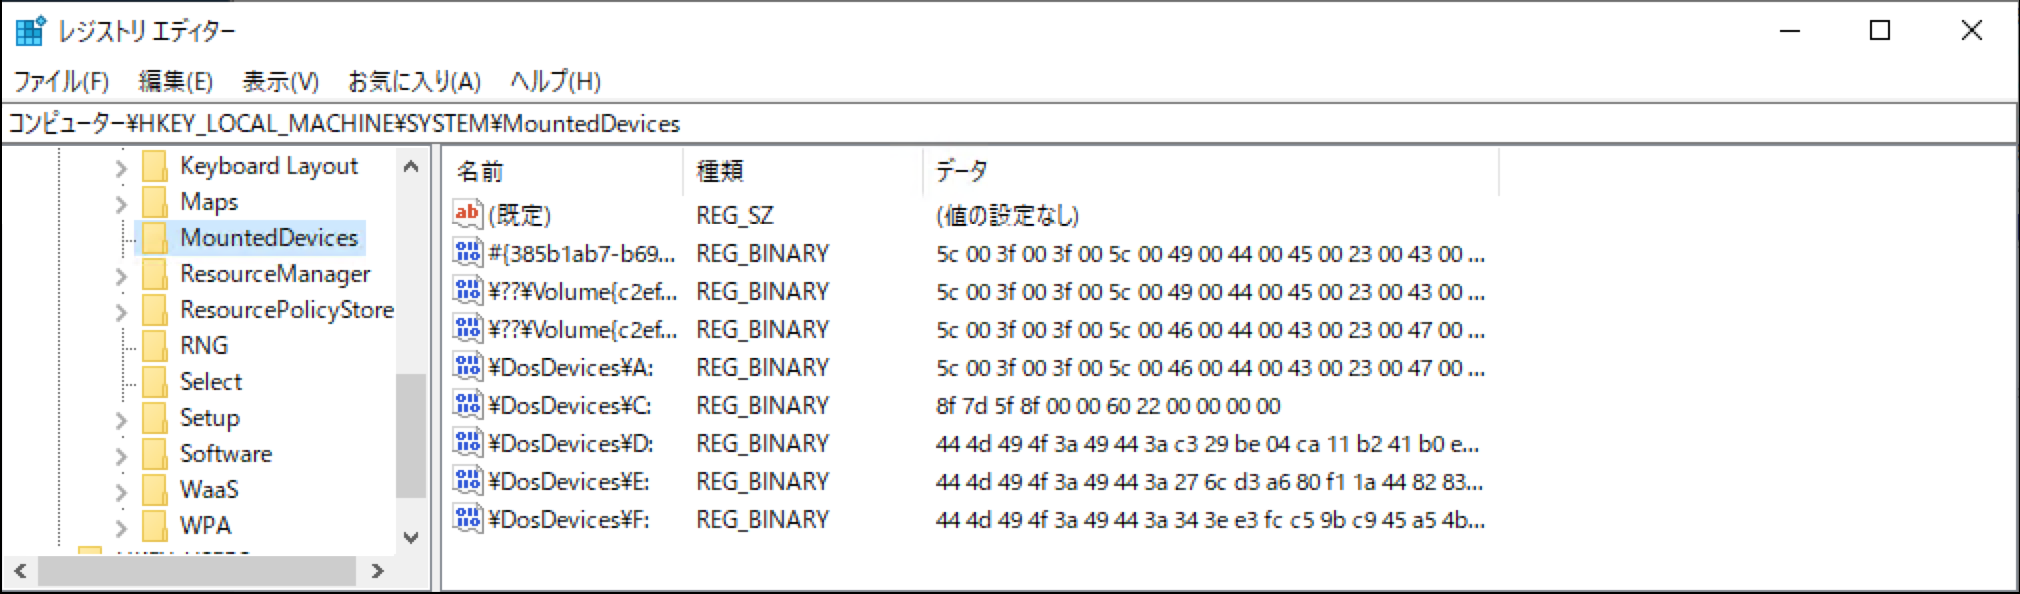 レジストリ エディター
ファイル(F) 編集(E) 表示(V) お気に入り(A) ヘルプ(H)
コンピューター¥HKEY_LOCAL_MACHINE¥SYSTEM¥MountedDevices
Keyboard Layout
Maps
MountedDevices
ResourceManager
ResourcePolicyStore
RNG
Select
Setup
Software
WaaS
WPA
名前 種類 データ
(既定) REG_SZ (値の設定なし)
#{385b1ab7-b69... REG_BINARY 5c 00 3f 00 3f 00 5c 00 49 00 44 00 45 00 23 00 43 00 ...
¥??¥Volume{c2ef... REG_BINARY 5c 00 3f 00 3f 00 5c 00 49 00 44 00 45 00 23 00 43 00 ...
¥??¥Volume{c2ef... REG_BINARY 5c 00 3f 00 3f 00 5c 00 46 00 44 00 43 00 23 00 47 00 ...
¥DosDevices¥A: REG_BINARY 5c 00 3f 00 3f 00 5c 00 46 00 44 00 43 00 23 00 47 00 ...
¥DosDevices¥C: REG_BINARY 8f 7d 5f 8f 00 00 60 22 00 00 00 00
¥DosDevices¥D: REG_BINARY 44 4d 49 4f 3a 49 44 3a c3 29 be 04 ca 11 b2 41 b0 e...
¥DosDevices¥E: REG_BINARY 44 4d 49 4f 3a 49 44 3a 27 6c d3 a6 80 f1 1a 44 82 83...
¥DosDevices¥F: REG_BINARY 44 4d 49 4f 3a 49 44 3a 34 3e e3 fc c5 9b c9 45 a5 4b...